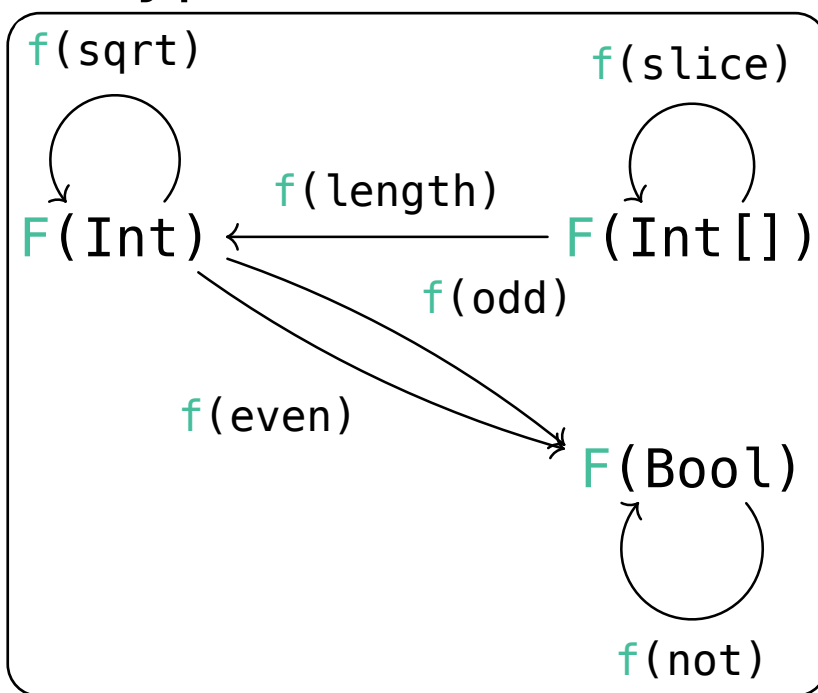 f(sqrt)
f(slice)
f(length)
F(Int)
F(Int[])
f(odd)
f(even)
F(Bool)
f(not)